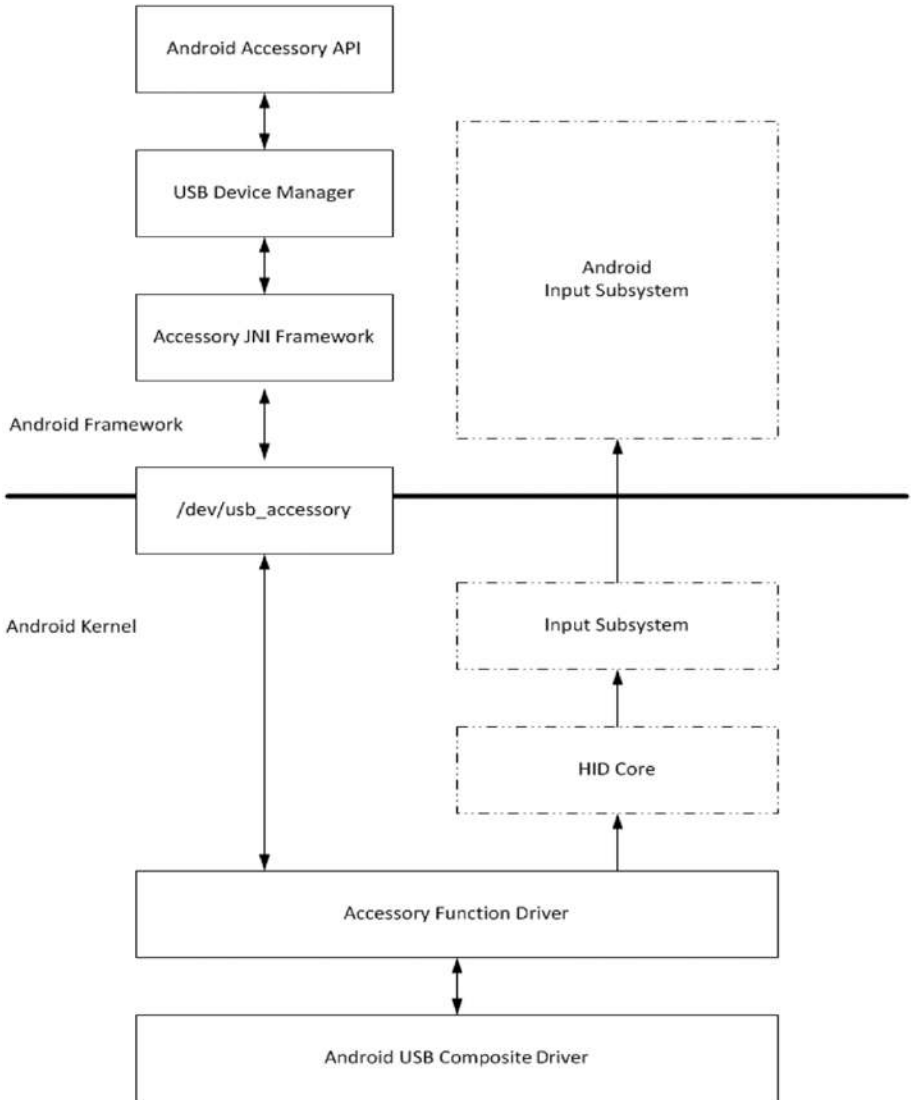 Android Accessory API
USB Device Manager
Android
Input Subsystem
Accessory JNI Framework
Android Framework
/dev/usb_accessory
Android Kernel
Input Subsystem
HID Core
Accessory Function Driver
Android USB Composite Driver